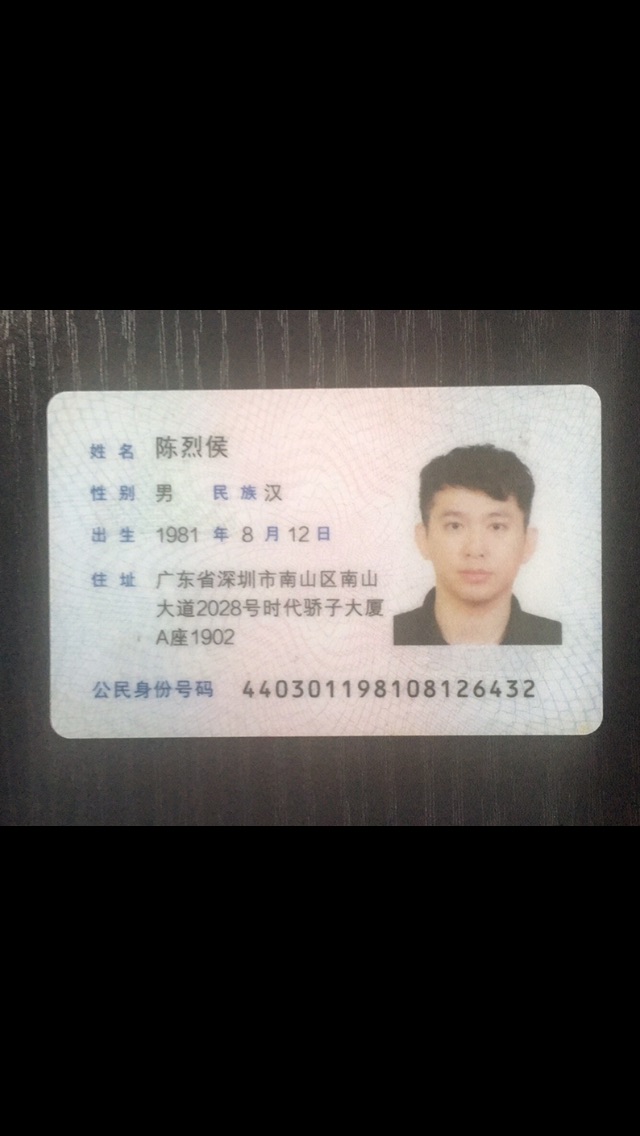 姓名 陈烈侯
性别 男 民族 汉
出生 1981 年 8 月 12 日
住址 广东省深圳市南山区南山
大道2028号时代骄子大厦
A座1902
公民身份号码 440301198108126432